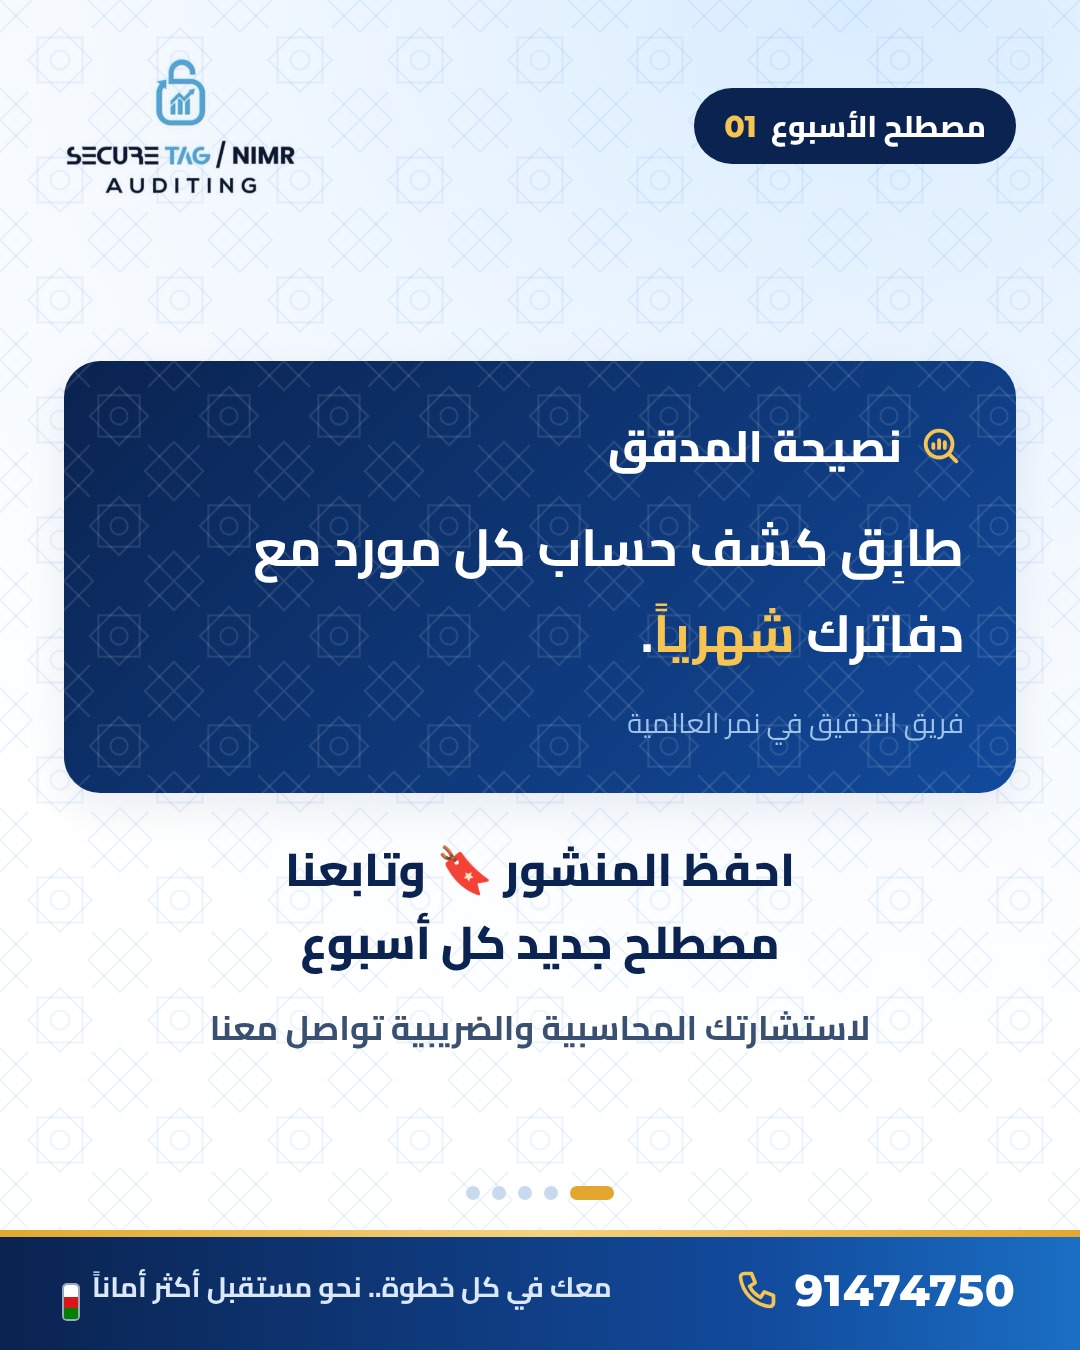 SECURE TAG / NIMR
AUDITING
مصطلح الأسبوع 01
نصيحة المدقق
طابِق كشف حساب كل مورد مع
دفاترك شهرياً.
فريق التدقيق في نمر العالمية
احفظ المنشور 🔖 وتابعنا
مصطلح جديد كل أسبوع
لاستشارتك المحاسبية والضريبية تواصل معنا
91474750
معك في كل خطوة.. نحو مستقبل أكثر أماناً